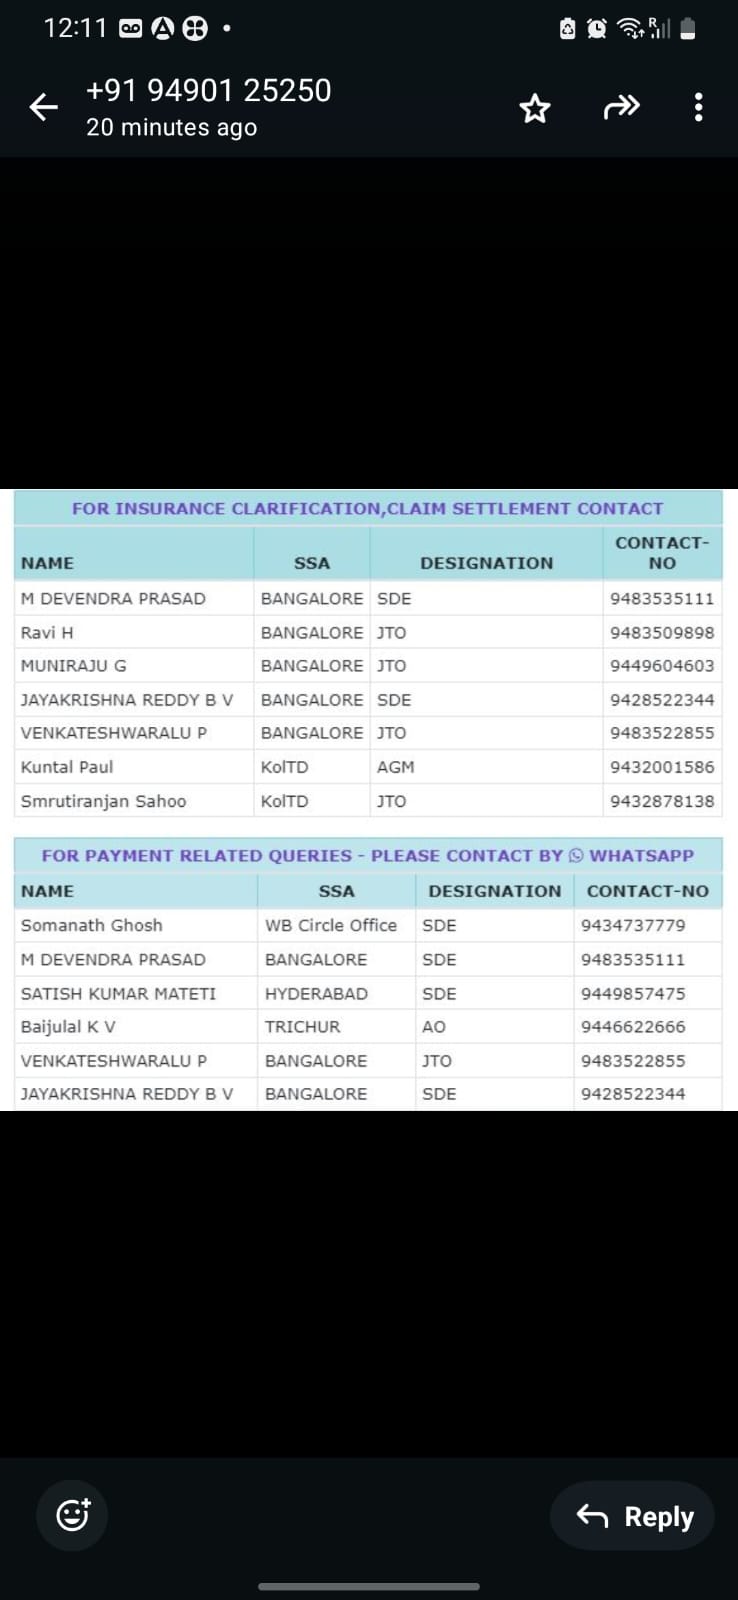 12:11
+91 94901 25250
20 minutes ago
FOR INSURANCE CLARIFICATION,CLAIM SETTLEMENT CONTACT
NAME SSA DESIGNATION CONTACT-NO
M DEVENDRA PRASAD BANGALORE SDE 9483535111
Ravi H BANGALORE JTO 9483509898
MUNIRAJU G BANGALORE JTO 9449604603
JAYAKRISHNA REDDY B V BANGALORE SDE 9428522344
VENKATESHWARALU P BANGALORE JTO 9483522855
Kuntal Paul KolTD AGM 9432001586
Smrutiranjan Sahoo KolTD JTO 9432878138
FOR PAYMENT RELATED QUERIES - PLEASE CONTACT BY WHATSAPP
NAME SSA DESIGNATION CONTACT-NO
Somanath Ghosh WB Circle Office SDE 9434737779
M DEVENDRA PRASAD BANGALORE SDE 9483535111
SATISH KUMAR MATETI HYDERABAD SDE 9449857475
Baijulal K V TRICHUR AO 9446622666
VENKATESHWARALU P BANGALORE JTO 9483522855
JAYAKRISHNA REDDY B V BANGALORE SDE 9428522344
Reply